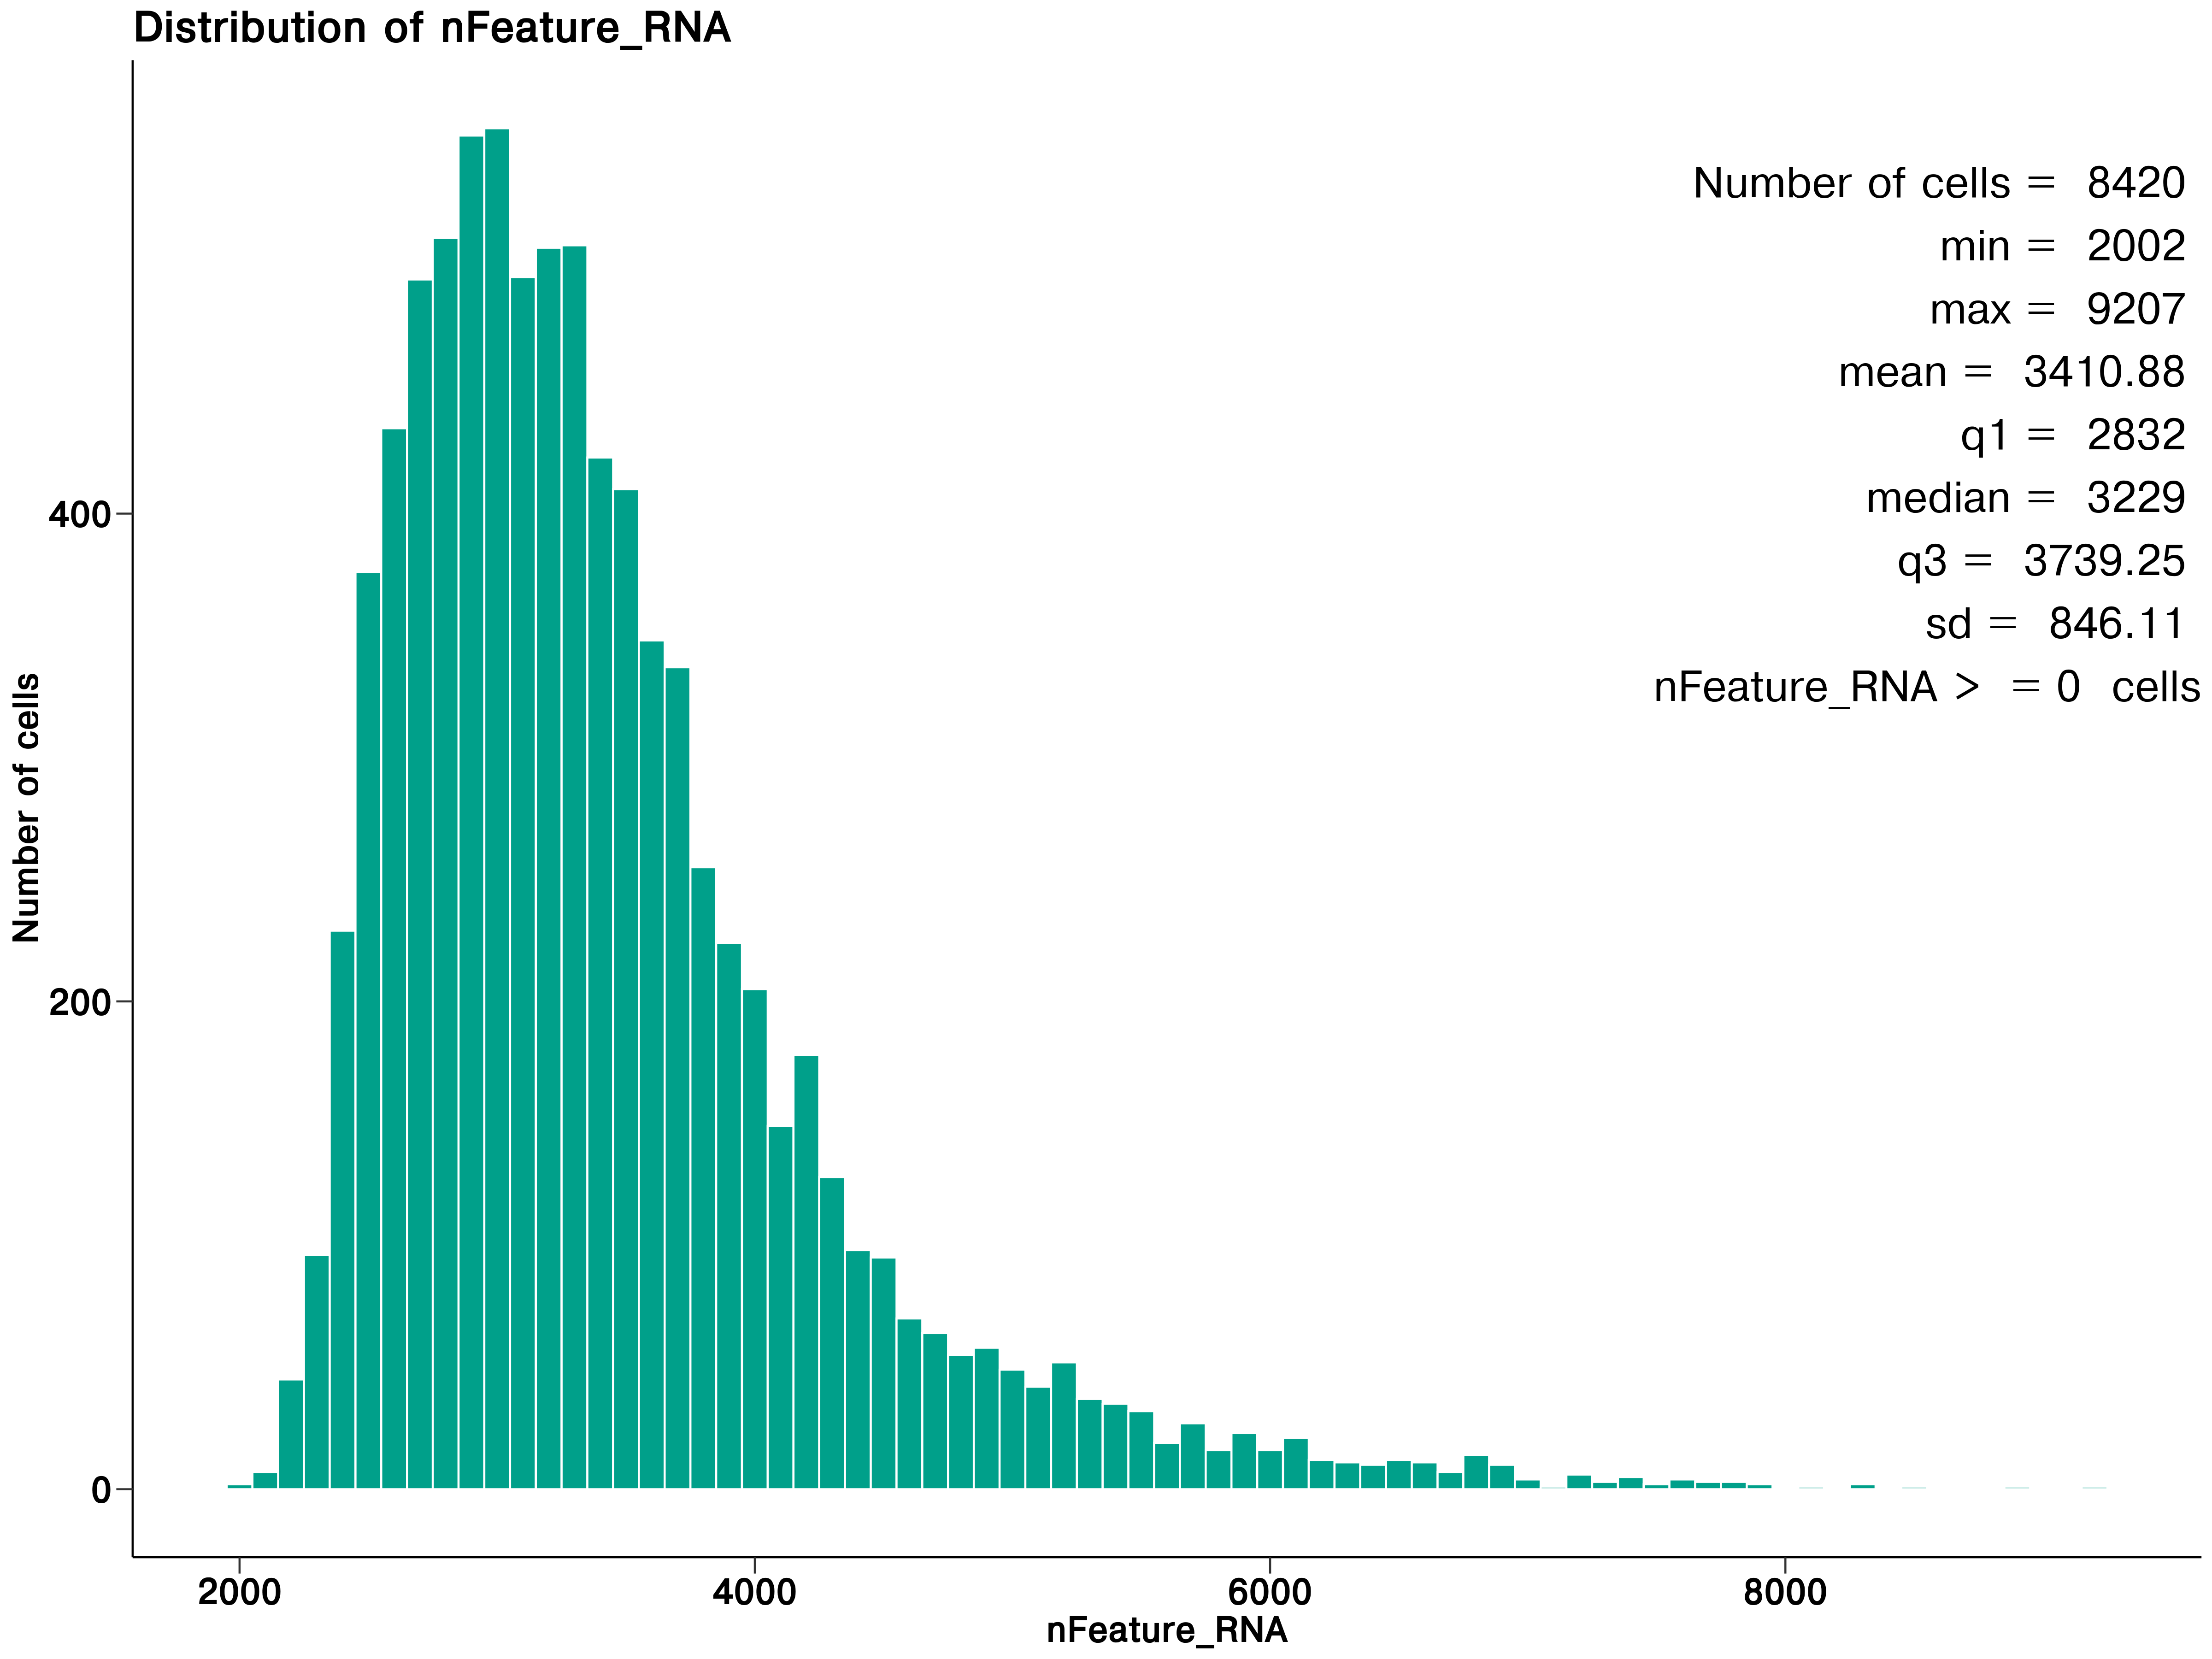 Distribution of nFeature_RNA
Number of cells = 8420
min = 2002
max = 9207
mean = 3410.88
q1 = 2832
median = 3229
q3 = 3739.25
sd = 846.11
nFeature_RNA > = 0 cells
Number of cells
400
200
0
2000 4000 6000 8000
nFeature_RNA